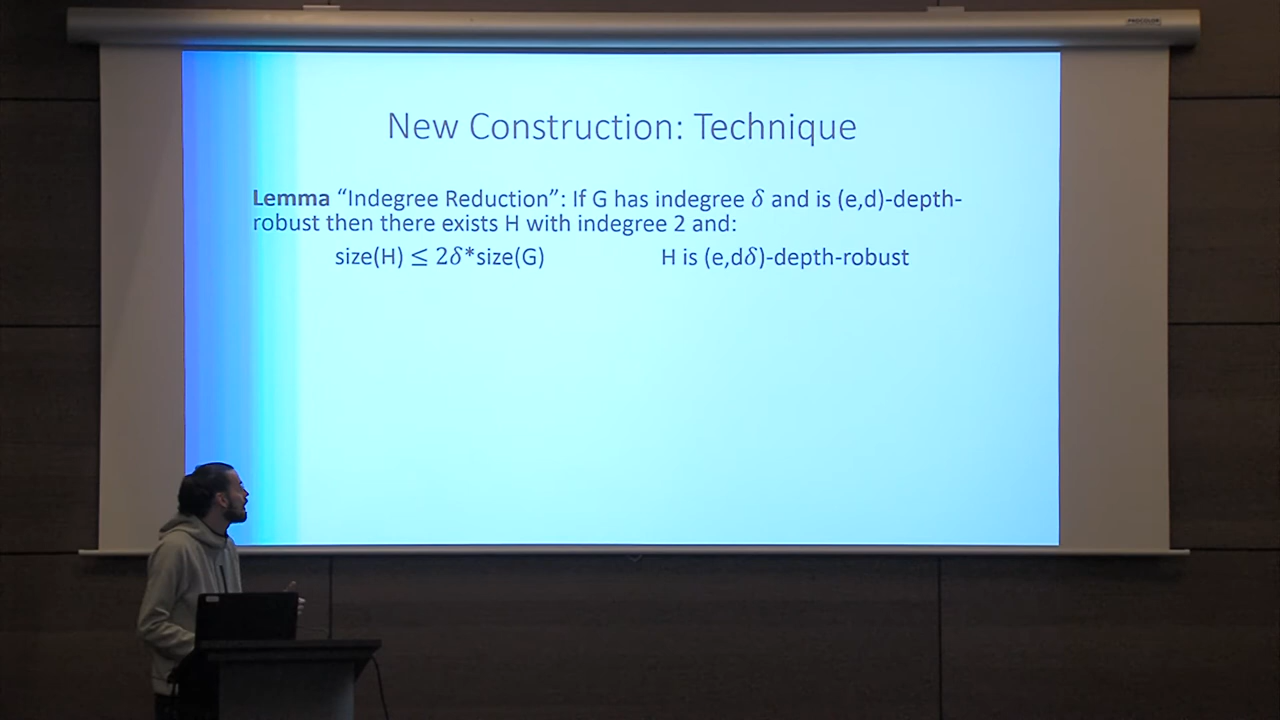 PROCOLOR
New Construction: Technique
Lemma “Indegree Reduction”: If G has indegree δ and is (e,d)-depth-
robust then there exists H with indegree 2 and:
size(H) ≤ 2δ*size(G) H is (e,dδ)-depth-robust